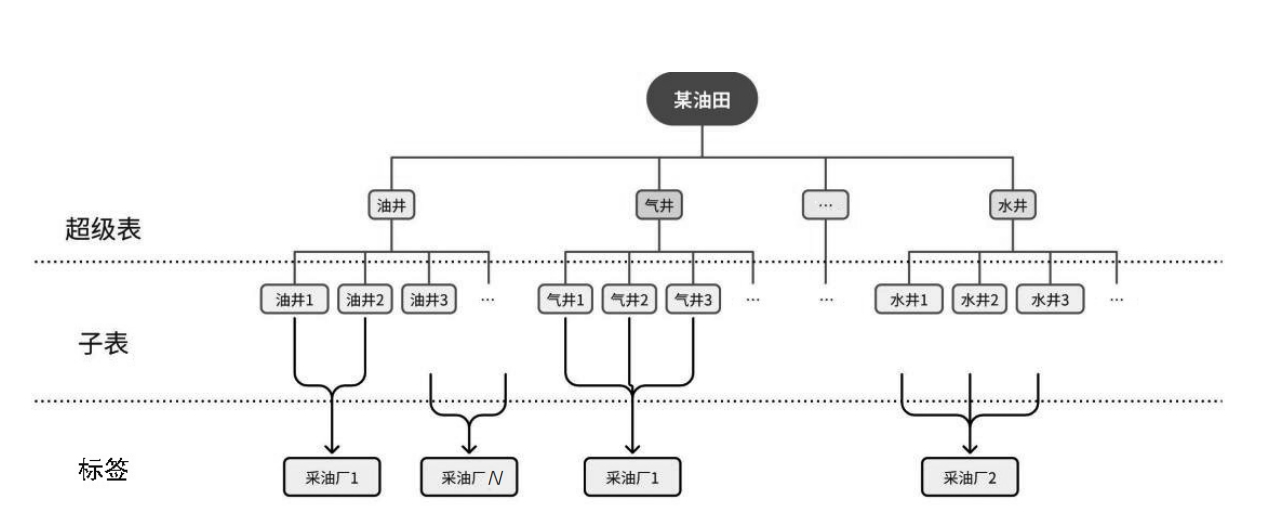 某油田
油井 气井 … 水井
超级表
油井1 油井2 油井3 … 气井1 气井2 气井3 … … 水井1 水井2 水井3 …
子表
标签 采油厂1 采油厂N 采油厂1 采油厂2